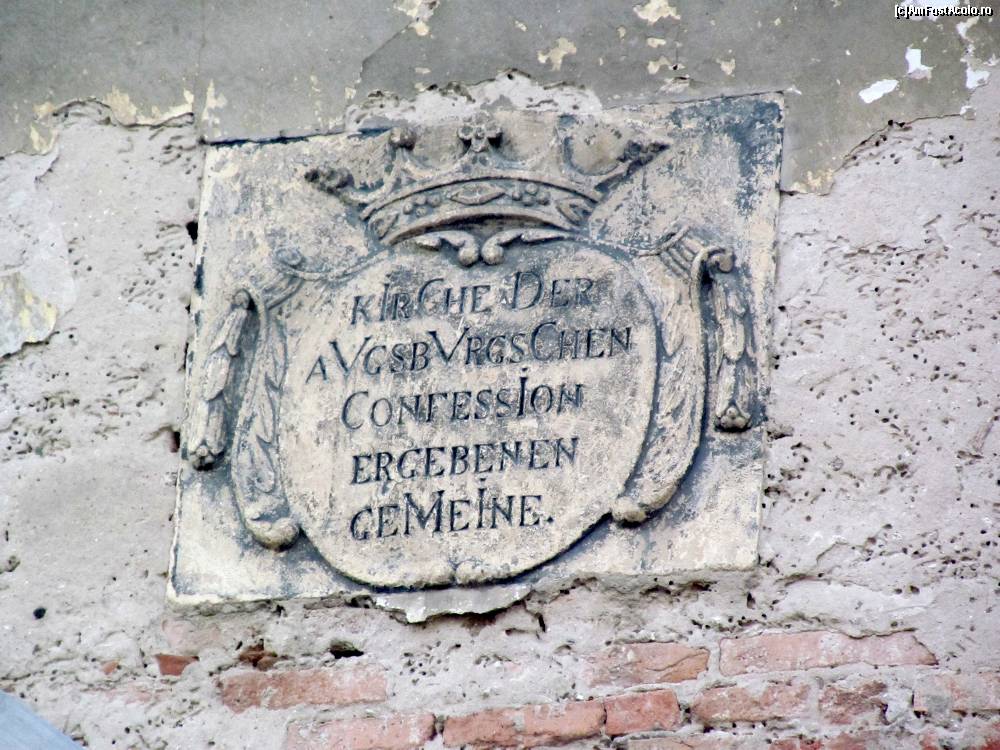 [c]AmFostAcolo.ro
KIrChe Der
AVGSBVRGSChEN
CONFESSION
ERGEBENEN
GEMEINE.